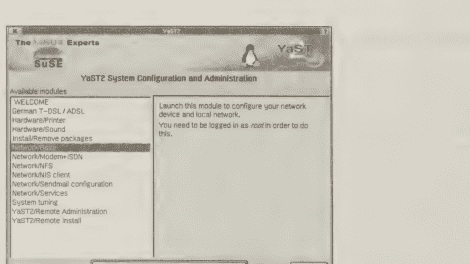 YaST2
The Linux Experts
SuSE
YaST
YaST2 System Configuration and Administration
Available modules
WELCOME
German T-DSL / ADSL
Hardware/Printer
Hardware/Sound
Install/Remove packages
Network/Basic
Network/Modem+ISDN
Network/NFS
Network/NIS client
Network/Sendmail configuration
Network/Services
System tuning
YaST2/Remote Administration
YaST2/Remote Install
Launch this module to configure your network
device and local network.
You need to be logged in as root in order to do
this.